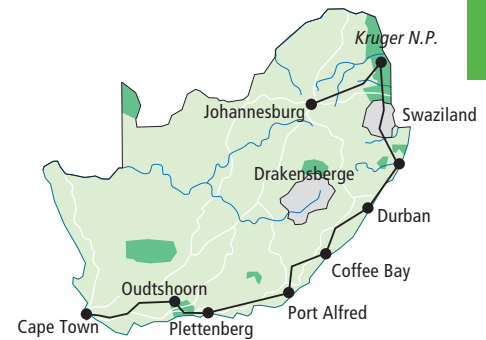 Kruger N.P.
Johannesburg
Swaziland
Drakensberge
Durban
Coffee Bay
Oudtshoorn
Port Alfred
Cape Town
Plettenberg